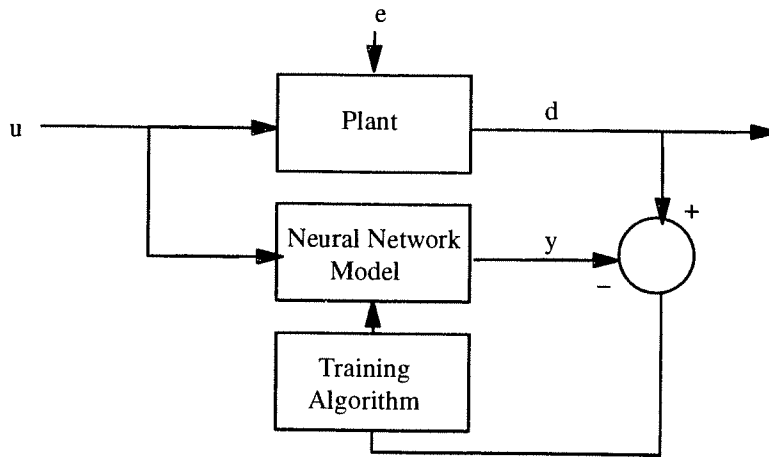 e
u
Plant
d
+
Neural Network
Model
y
−
Training
Algorithm